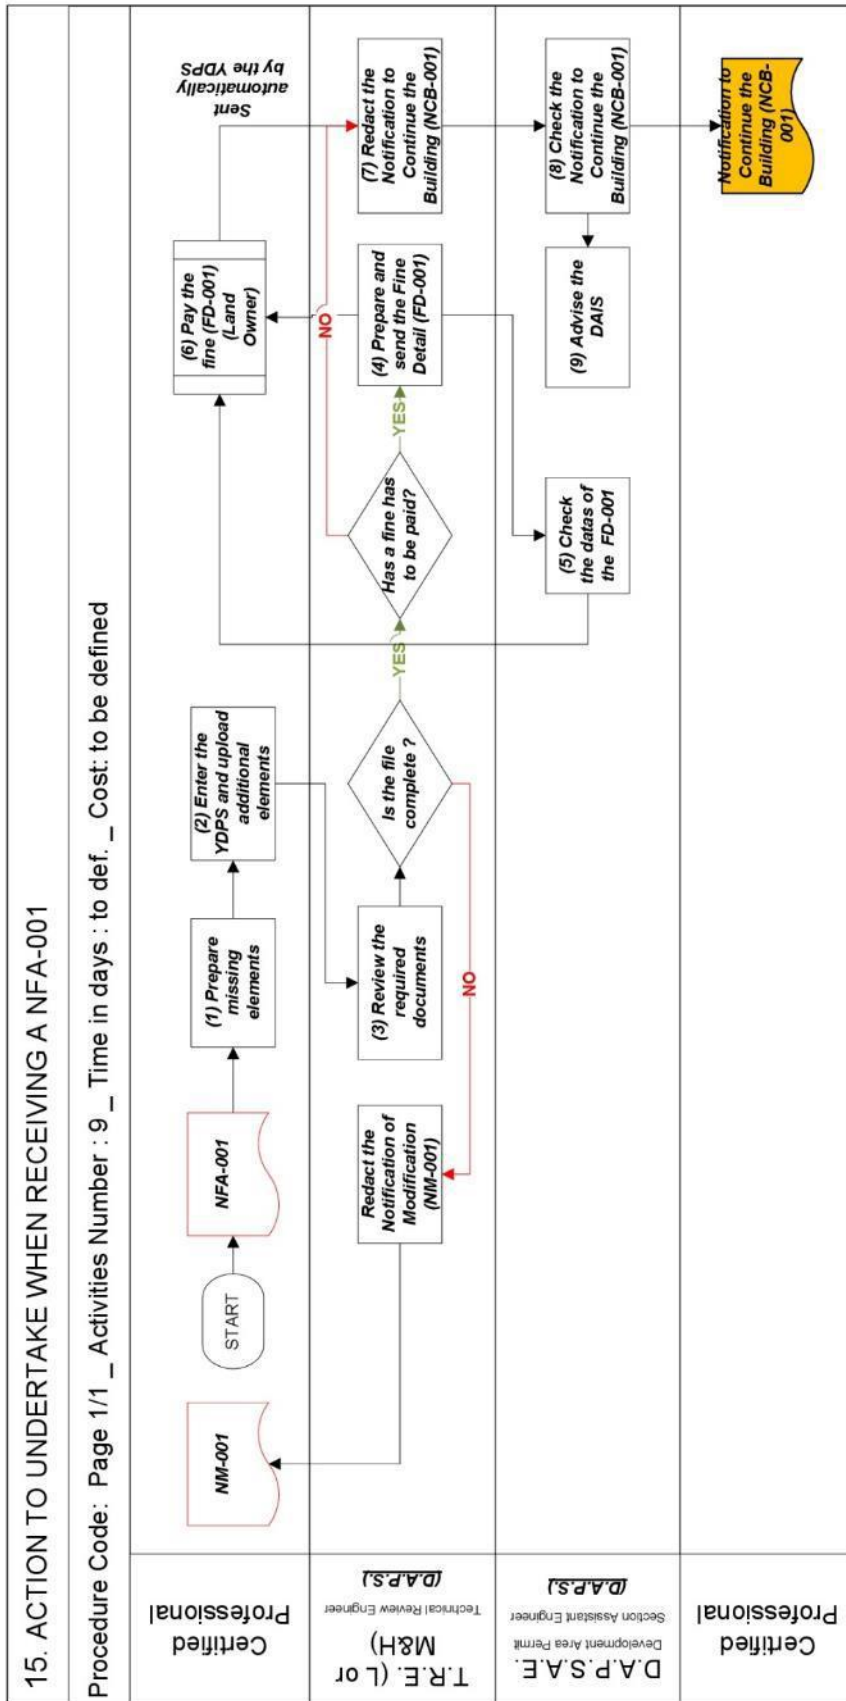 15. ACTION TO UNDERTAKE WHEN RECEIVING A NFA-001
Procedure Code: Page 1/1 _ Activities Number : 9 _ Time in days : to def. _ Cost: to be defined
Certified
Professional
NM-001
START
NFA-001
(1) Prepare
missing
elements
(2) Enter the
YDPS and upload
additional
elements
(6) Pay the
fine (FD-001)
(Land
Owner)
Sent
automatically
by the YDPS
T.R.E. (L or
M&H)
Technical Review Engineer
(D.A.P.S.)
Redact the
Notification of
Modification
(NM-001)
(3) Review the
required
documents
NO
Is the file
complete ?
YES
Has a fine has
to be paid?
YES
NO
(4) Prepare and
send the Fine
Detail (FD-001)
(7) Redact the
Notification to
Continue the
Building (NCB-001)
D.A.P.S.A.E.
Development Area Permit
Section Assistant Engineer
(D.A.P.S.)
(5) Check
the datas of
the FD-001
(9) Advise the
DAIS
(8) Check the
Notification to
Continue the
Building (NCB-001)
Certified
Professional
Notification to
Continue the
Building (NCB-
001)